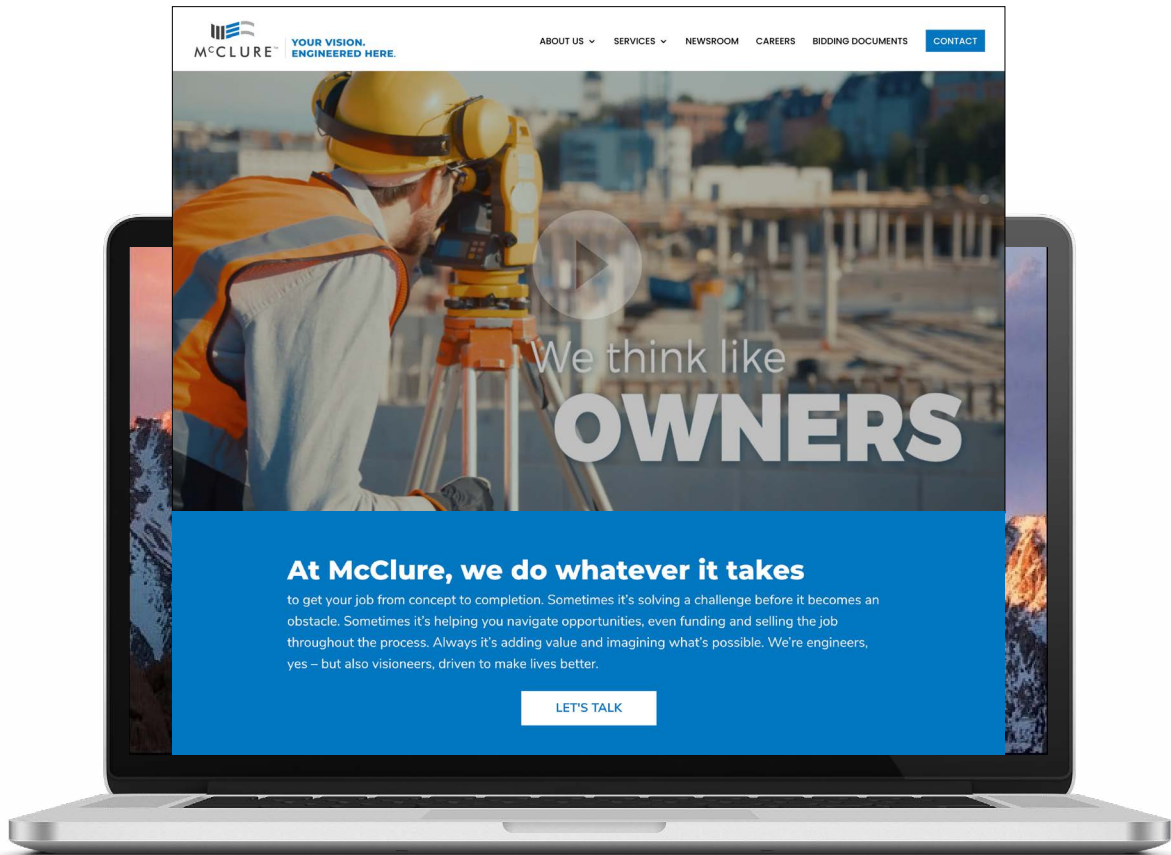 McCLURE™
YOUR VISION.
ENGINEERED HERE.
ABOUT US
SERVICES
NEWSROOM
CAREERS
BIDDING DOCUMENTS
CONTACT
We think like
OWNERS
At McClure, we do whatever it takes
to get your job from concept to completion. Sometimes it's solving a challenge before it becomes an
obstacle. Sometimes it's helping you navigate opportunities, even funding and selling the job
throughout the process. Always it's adding value and imagining what's possible. We're engineers,
yes – but also visioneers, driven to make lives better.
LET'S TALK